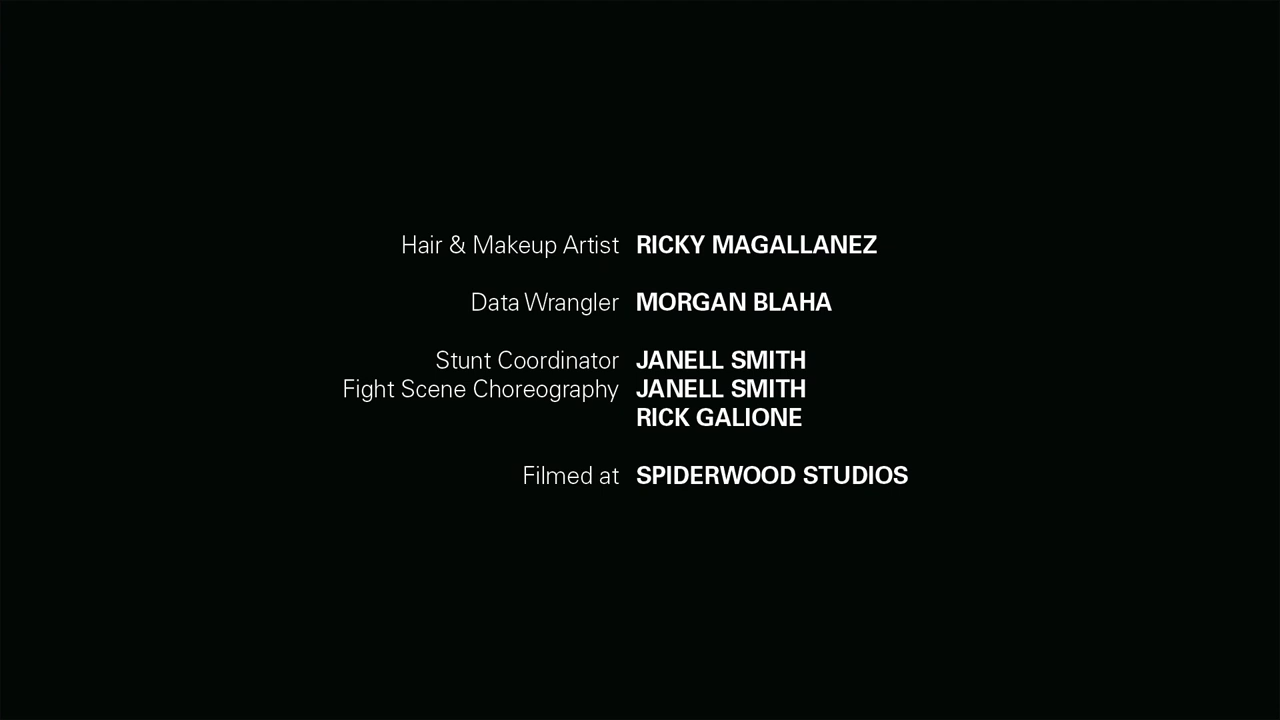 Hair & Makeup Artist RICKY MAGALLANEZ
Data Wrangler MORGAN BLAHA
Stunt Coordinator JANELL SMITH
Fight Scene Choreography JANELL SMITH
RICK GALIONE
Filmed at SPIDERWOOD STUDIOS